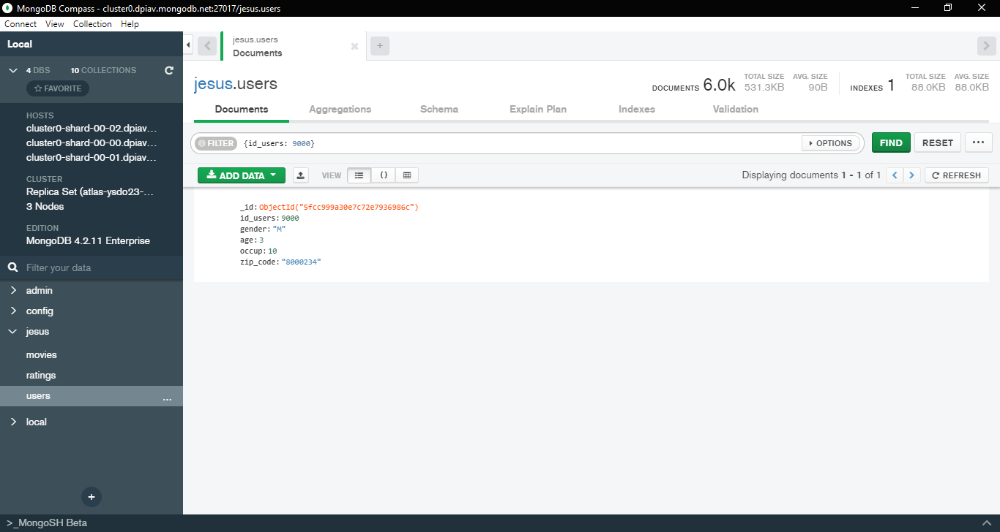 MongoDB Compass - cluster0.dpiav.mongodb.net:27017/jesus.users
Connect View Collection Help
Local
4 DBS 10 COLLECTIONS
FAVORITE
HOSTS
cluster0-shard-00-02.dpiav...
cluster0-shard-00-00.dpiav...
cluster0-shard-00-01.dpiav...
CLUSTER
Replica Set (atlas-ysdo23-...
3 Nodes
EDITION
MongoDB 4.2.11 Enterprise
Filter your data
admin
config
jesus
movies
ratings
users ...
local
+
>_MongoSH Beta
jesus.users
Documents
+
jesus.users
DOCUMENTS 6.0k TOTAL SIZE 531.3KB AVG. SIZE 90B INDEXES 1 TOTAL SIZE 88.0KB AVG. SIZE 88.0KB
Documents Aggregations Schema Explain Plan Indexes Validation
FILTER {id_users: 9000} OPTIONS FIND RESET ...
ADD DATA VIEW {} Displaying documents 1 - 1 of 1 < > REFRESH
_id: ObjectId("5fcc999a30e7c72e7936986c")
id_users: 9000
gender: "M"
age: 3
occup: 10
zip_code: "8000234"